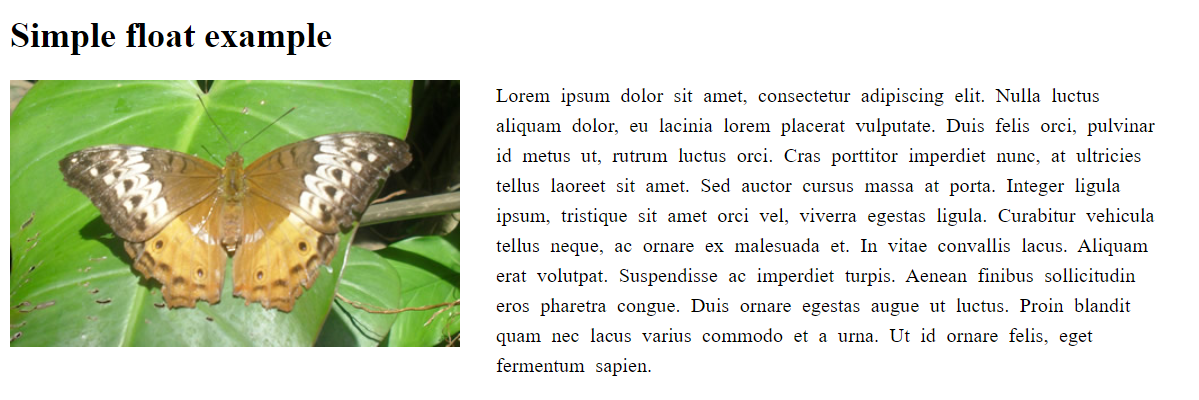 Simple float example
Lorem ipsum dolor sit amet, consectetur adipiscing elit. Nulla luctus
aliquam dolor, eu lacinia lorem placerat vulputate. Duis felis orci, pulvinar
id metus ut, rutrum luctus orci. Cras porttitor imperdiet nunc, at ultricies
tellus laoreet sit amet. Sed auctor cursus massa at porta. Integer ligula
ipsum, tristique sit amet orci vel, viverra egestas ligula. Curabitur vehicula
tellus neque, ac ornare ex malesuada et. In vitae convallis lacus. Aliquam
erat volutpat. Suspendisse ac imperdiet turpis. Aenean finibus sollicitudin
eros pharetra congue. Duis ornare egestas augue ut luctus. Proin blandit
quam nec lacus varius commodo et a urna. Ut id ornare felis, eget
fermentum sapien.